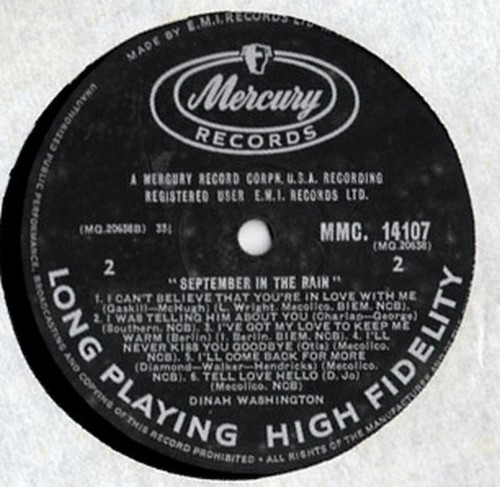 MADE BY E.M.I. RECORDS LTD
Mercury
RECORDS
A MERCURY RECORD CORPN. U.S.A. RECORDING
REGISTERED USER E.M.I. RECORDS LTD.
(MG.20638B) 33⅓
MMC. 14107
(MG.20638)
2
2
"SEPTEMBER IN THE RAIN"
1. I CAN'T BELIEVE THAT YOU'RE IN LOVE WITH ME
(Gaskill—McHugh) (L. Wright. Mecolico. BIEM. NCB).
2. I WAS TELLING HIM ABOUT YOU (Charlap—George)
(Southern. NCB). 3. I'VE GOT MY LOVE TO KEEP ME
WARM (Berlin) (I. Berlin. BIEM. NCB). 4. I'LL
NEVER KISS YOU GOODBYE (Otis) (Mecolico.
NCB). 5. I'LL COME BACK FOR MORE
(Diamond—Walker—Hendricks) (Mecolico.
NCB). 6. TELL LOVE HELLO (D. Jo)
(Mecolico. NCB)
DINAH WASHINGTON
LONG PLAYING HIGH FIDELITY
UNAUTHORIZED PUBLIC PERFORMANCE, BROADCASTING AND COPYING OF THIS RECORD PROHIBITED • ALL RIGHTS OF THE MANUFACTURER AND